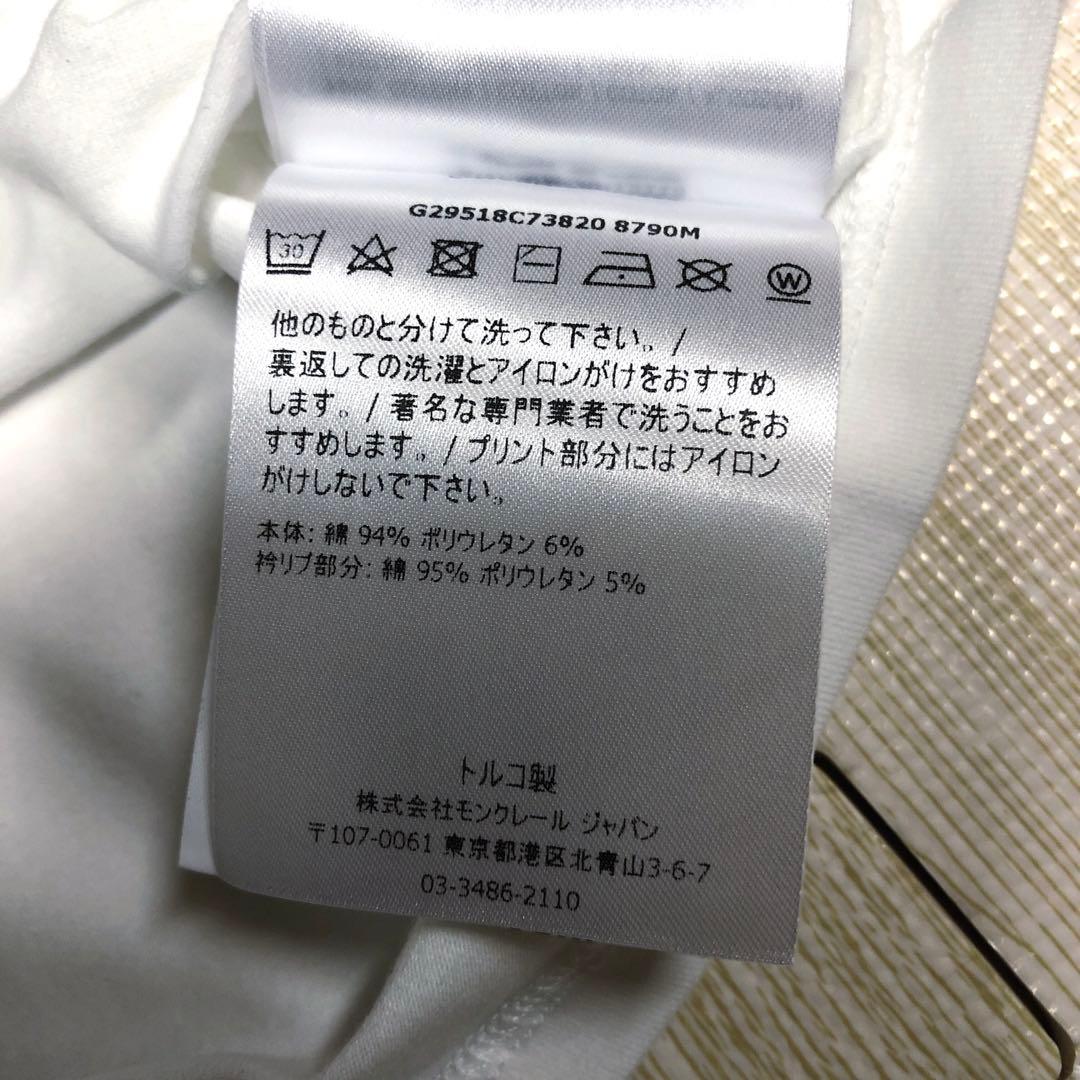 G29518C73820 8790M
30
W
他のものと分けて洗って下さい。/
裏返しての洗濯とアイロンがけをおすすめ
します。/ 著名な専門業者で洗うことをお
すすめします。/ プリント部分にはアイロン
がけしないで下さい。
本体: 綿 94% ポリウレタン 6%
衿リブ部分: 綿 95% ポリウレタン 5%
トルコ製
株式会社モンクレール ジャパン
〒107-0061 東京都港区北青山3-6-7
03-3486-2110